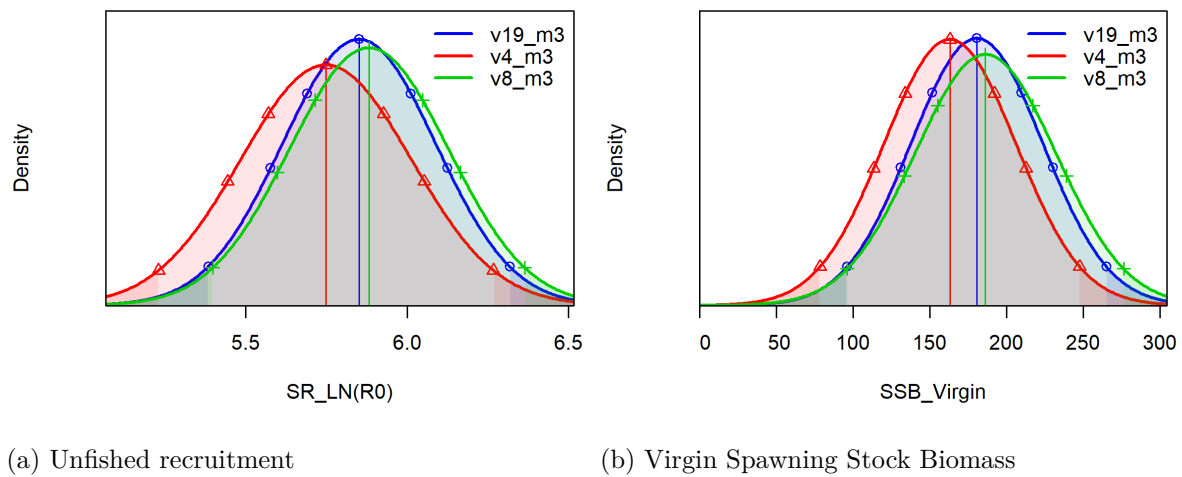 v19_m3
v4_m3
v8_m3
Density
5.5 6.0 6.5
SR_LN(R0)
(a) Unfished recruitment
v19_m3
v4_m3
v8_m3
Density
0 50 100 150 200 250 300
SSB_Virgin
(b) Virgin Spawning Stock Biomass